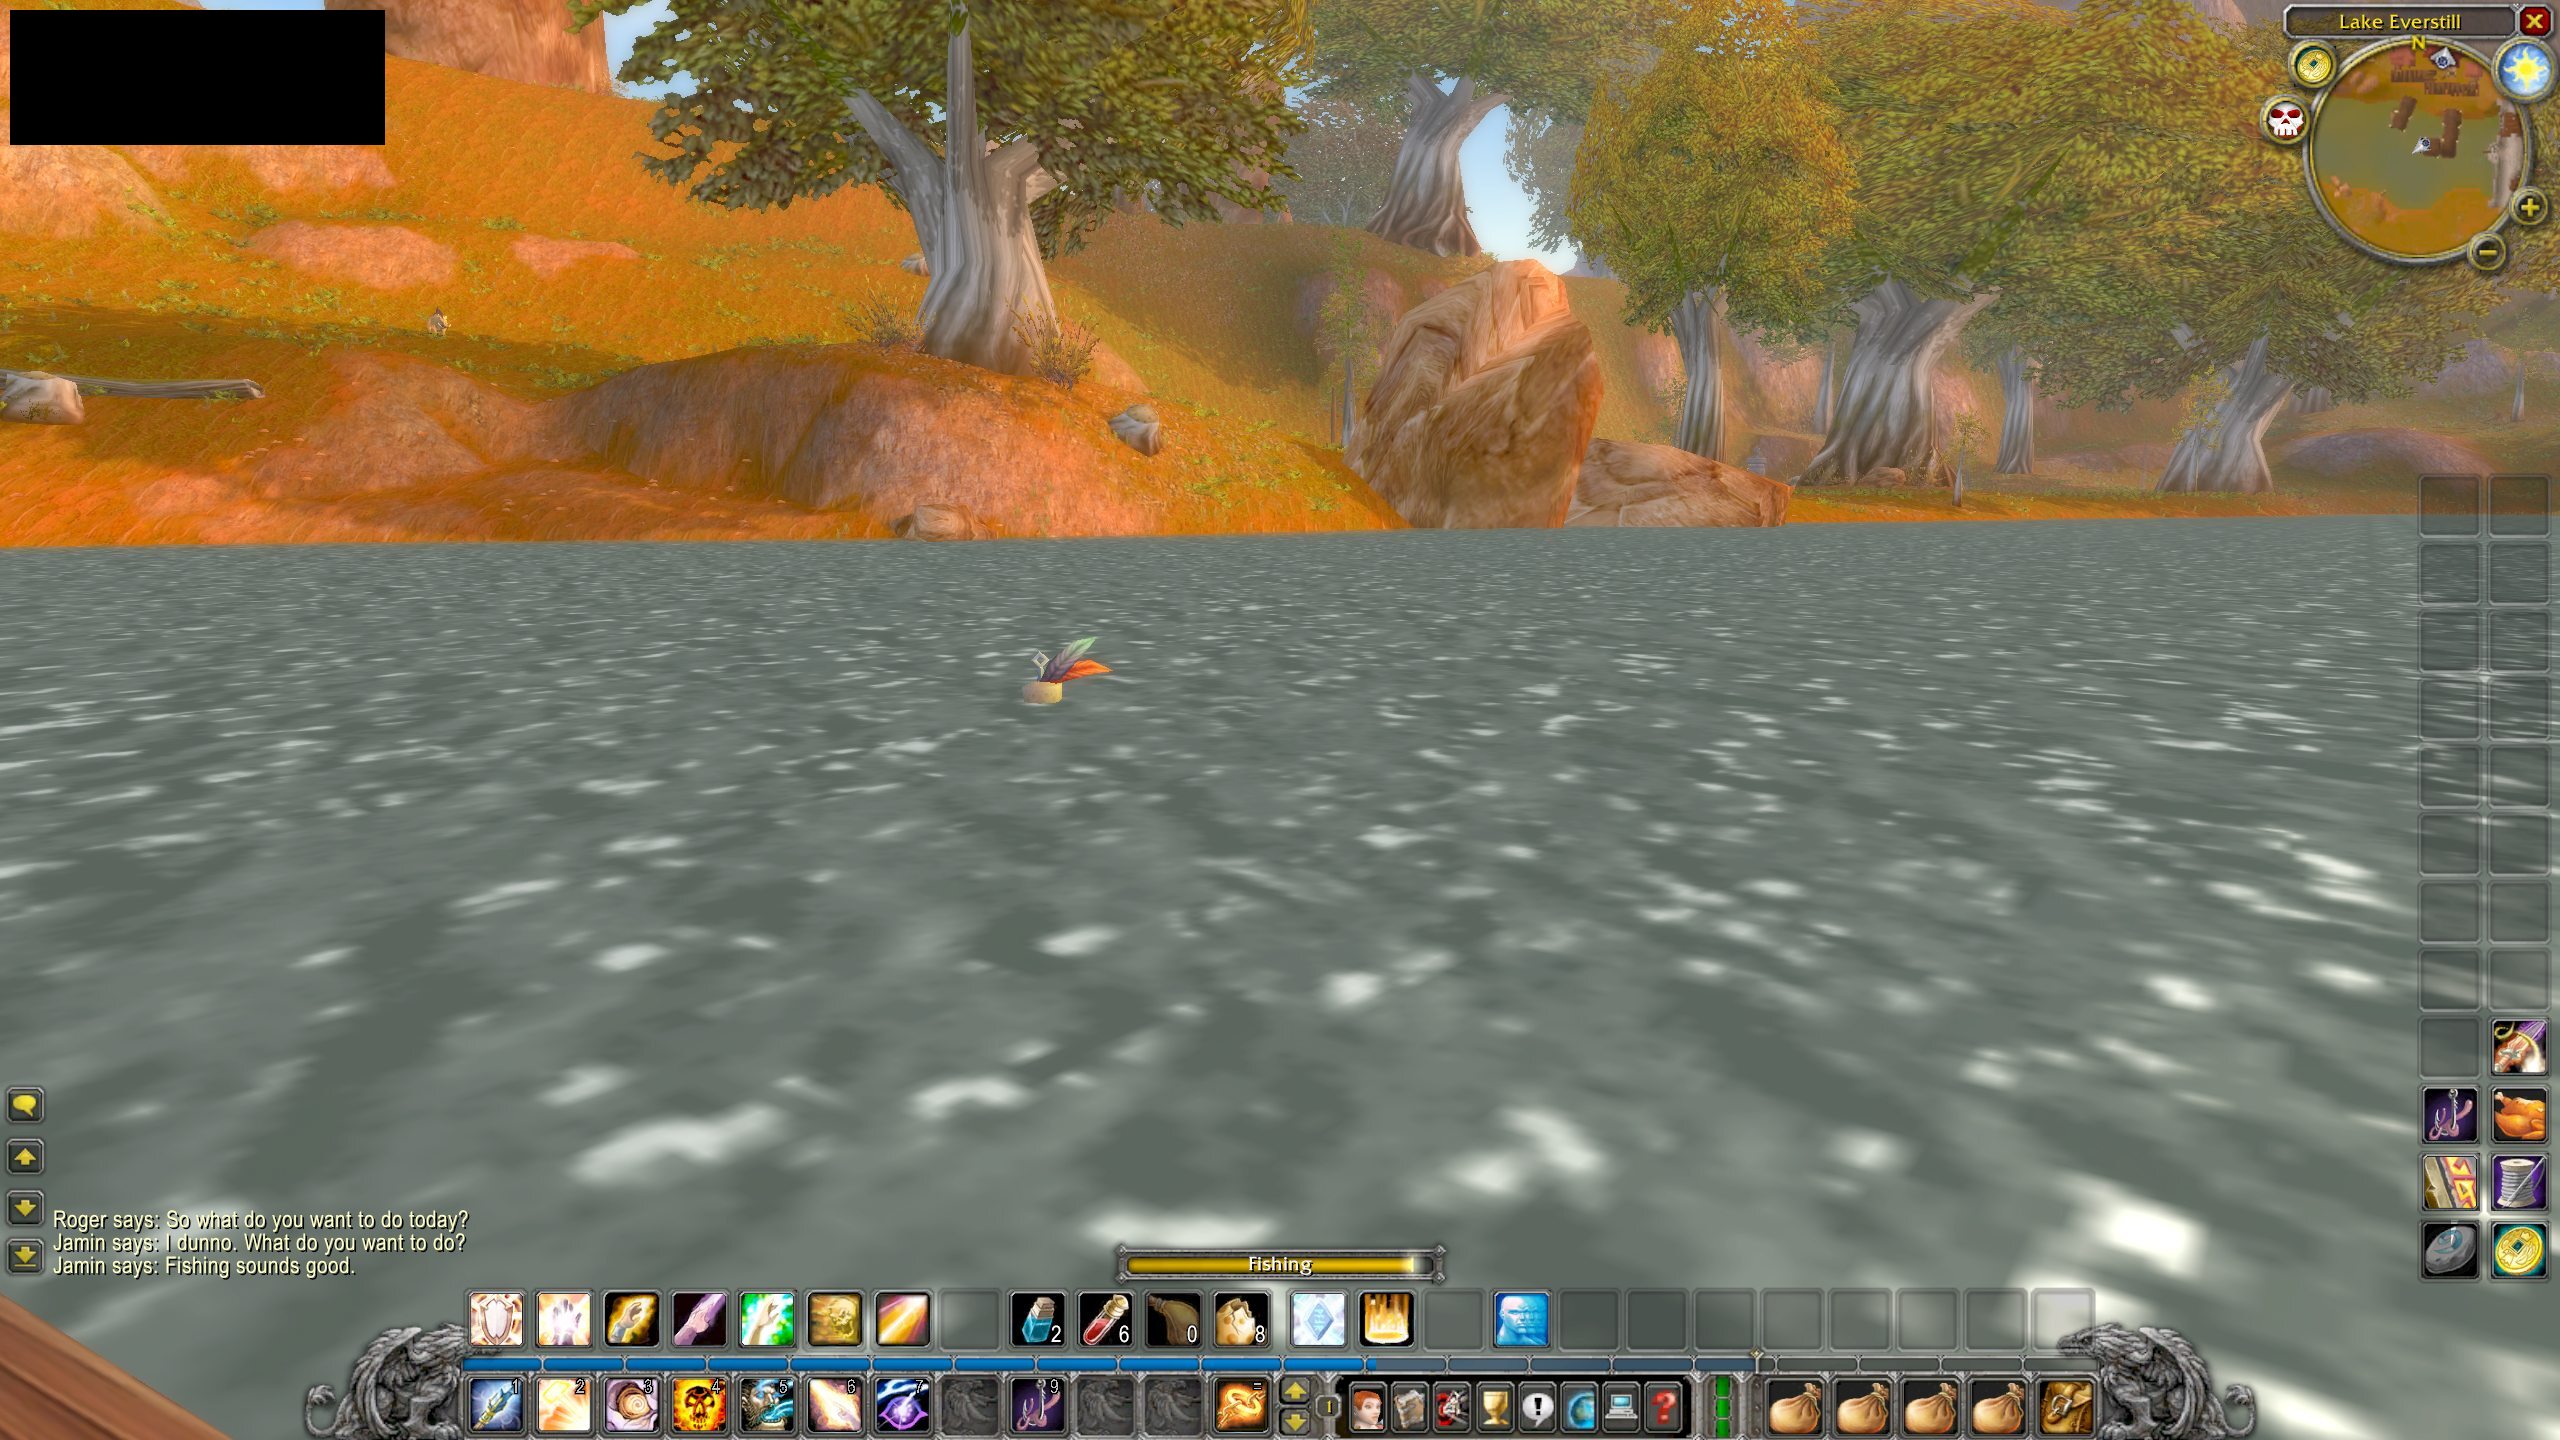 Lake Everstill
N
Roger says: So what do you want to do today?
Jamin says: I dunno. What do you want to do?
Jamin says: Fishing sounds good.
Fishing
2
6
0
8
1
2
3
4
5
6
7
9
=
1